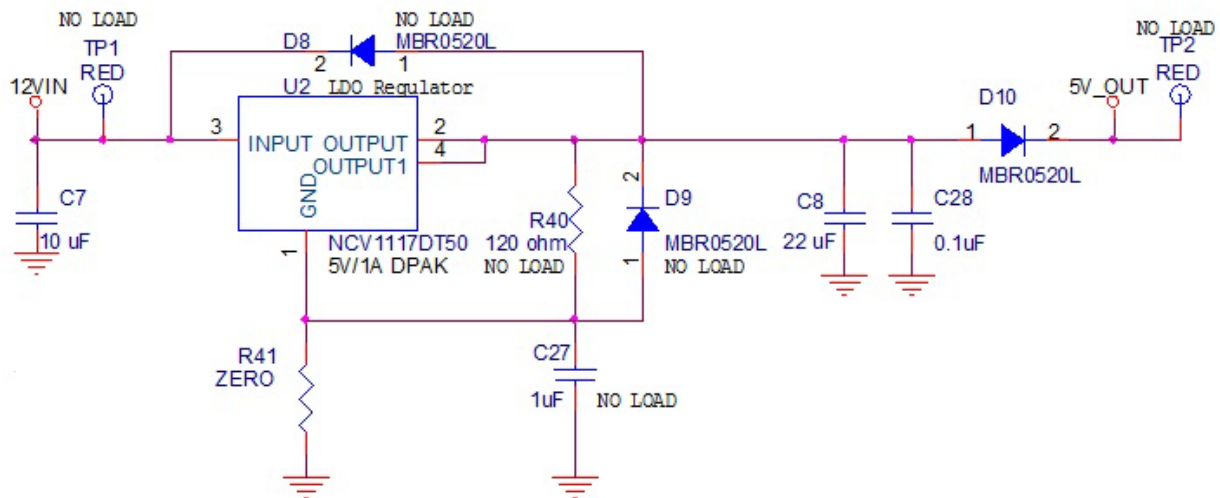 NO LOAD
TP1
RED
12VIN
C7
10 uF
D8
NO LOAD
MBR0520L
2
1
U2
LDO Regulator
3
INPUT OUTPUT
OUTPUT1
GND
2
4
1
NCV1117DT50
5V/1A DPAK
R40
120 ohm
NO LOAD
2
D9
MBR0520L
1
NO LOAD
R41
ZERO
C27
1uF
NO LOAD
C8
22 uF
C28
0.1uF
D10
1
2
MBR0520L
5V_OUT
NO LOAD
TP2
RED